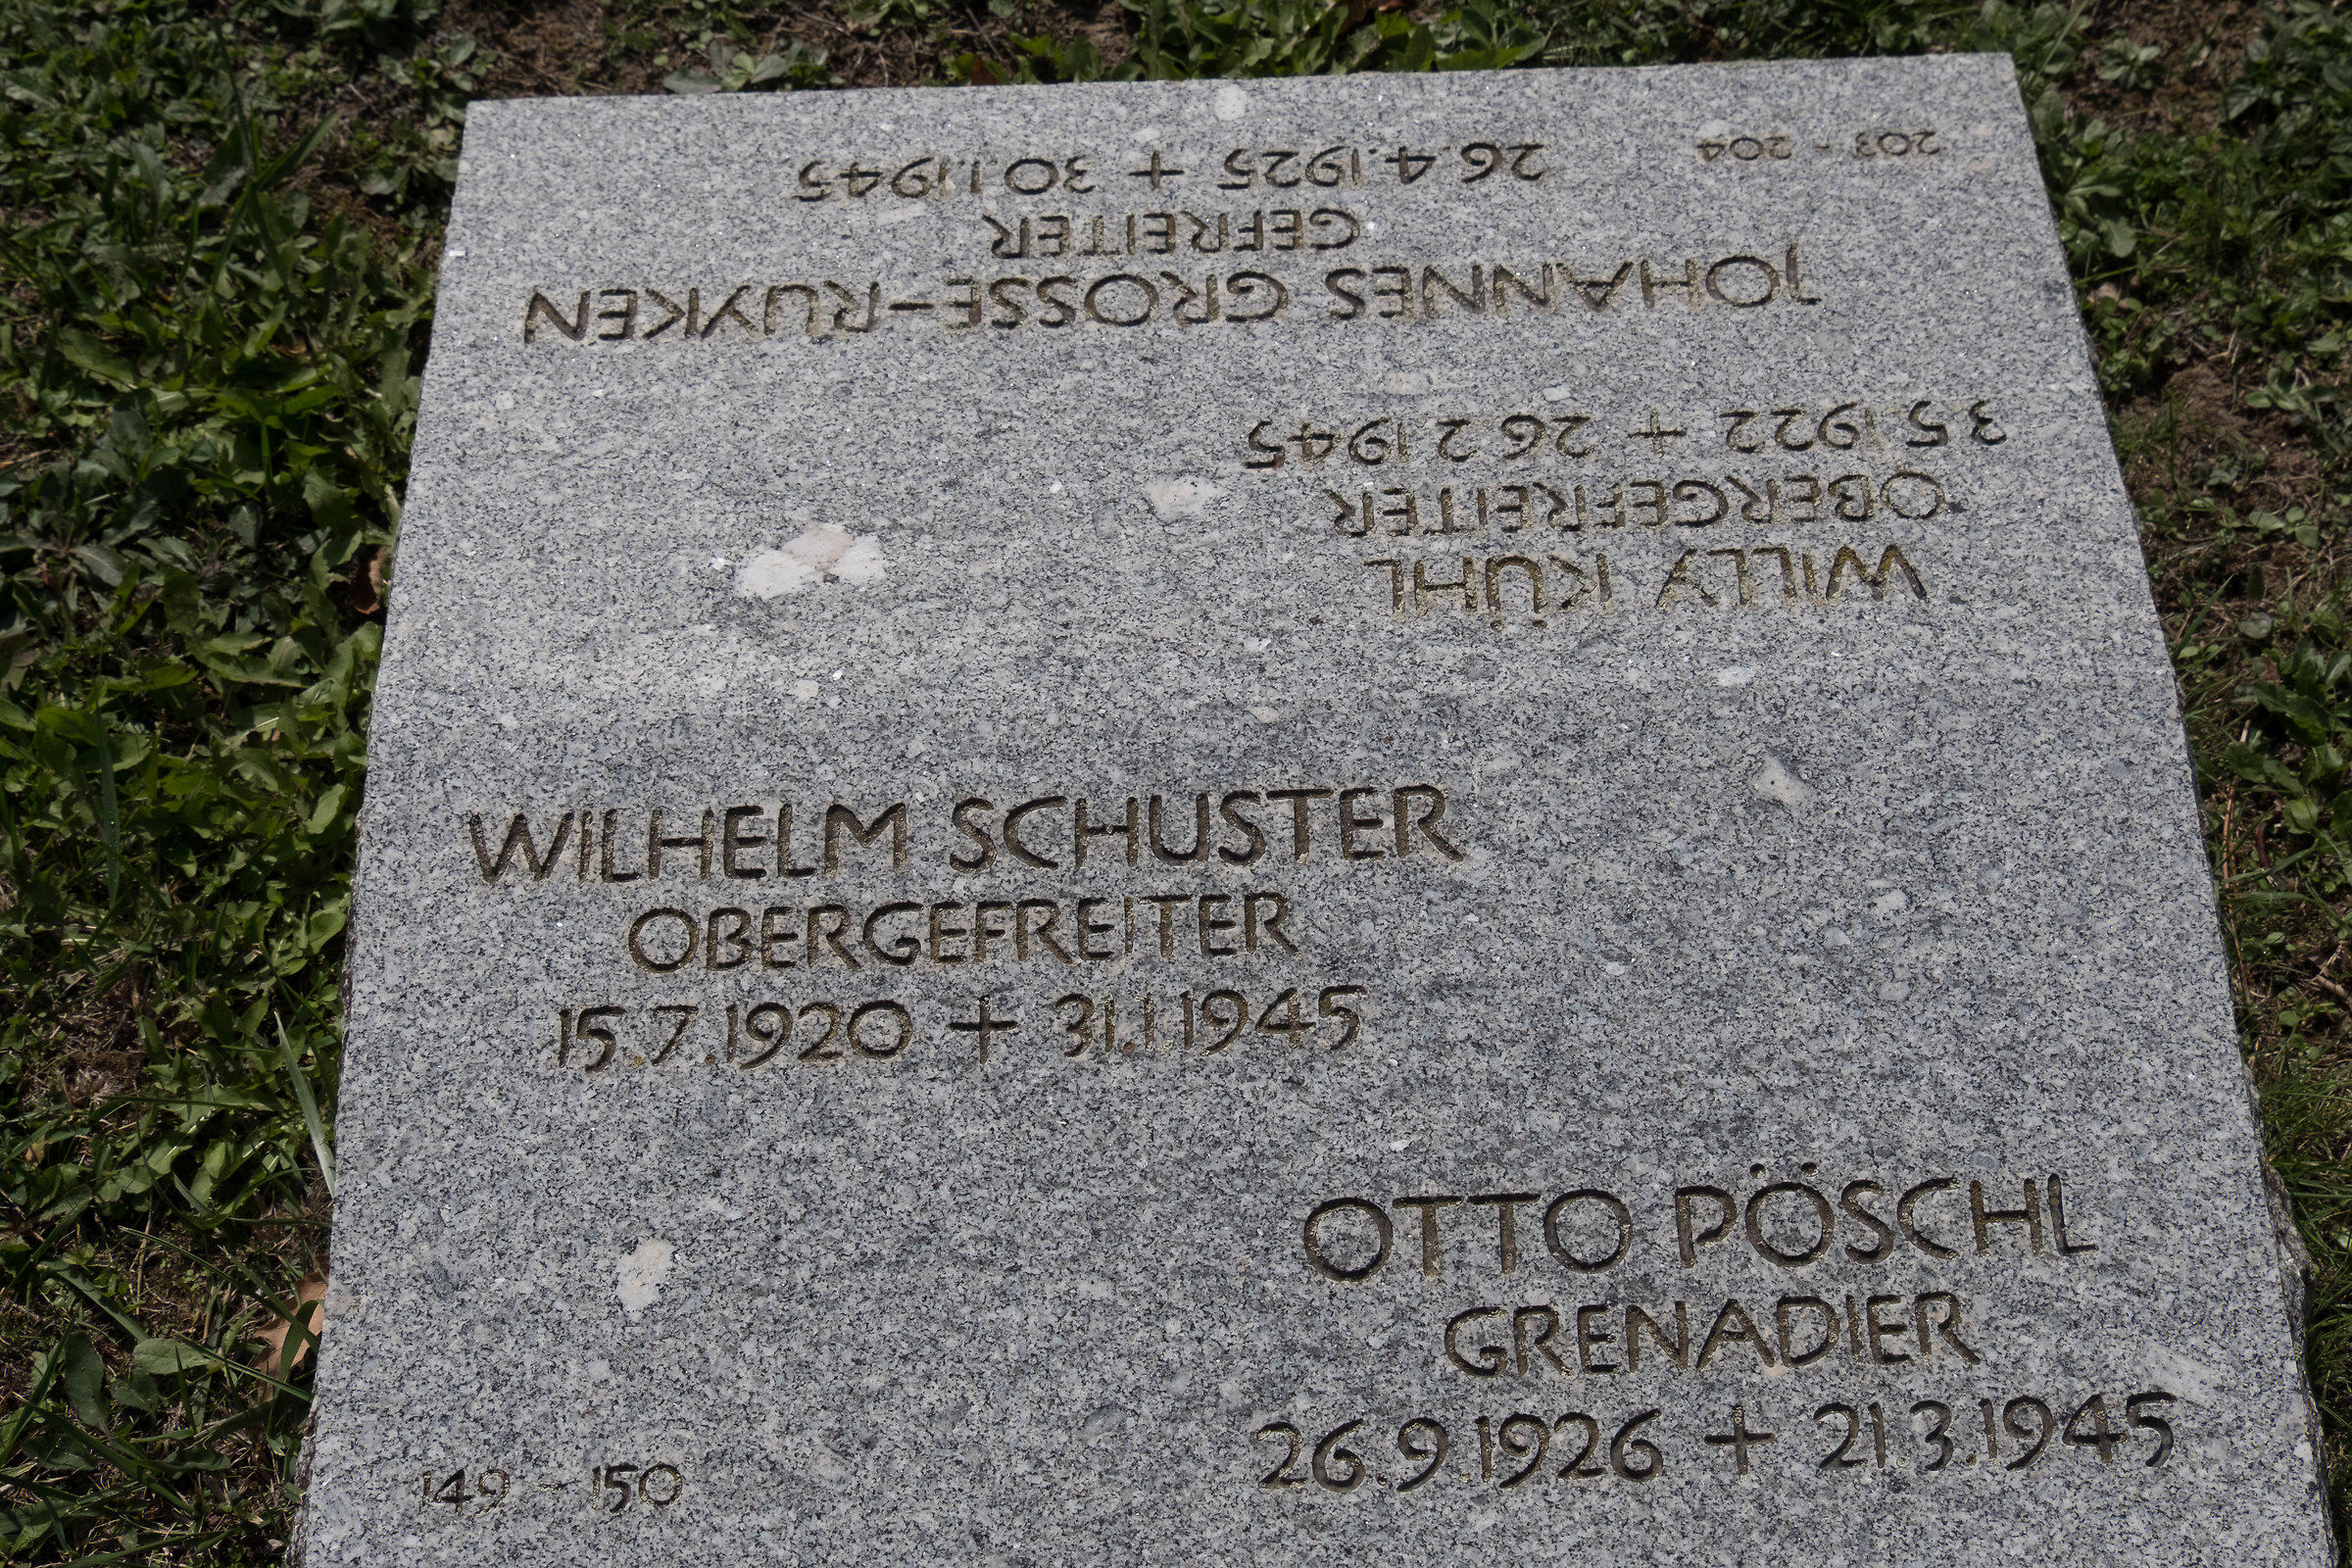 WILHELM SCHUSTER
OBERGEFREITER
15.7.1920 + 31.1.1945
OTTO PÖSCHL
GRENADIER
26.9.1926 + 21.3.1945
149 - 150
WILLY KÜHL
OBERGEFREITER
3.5.1922 + 26.2.1945
JOHANNES GROSSE-RUYKEN
GEFREITER
26.4.1925 + 30.1.1945
203 - 204